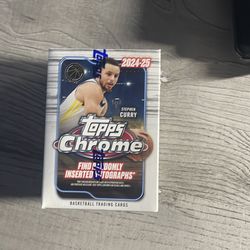 2024-25
STEPHEN
CURRY
TOPPS
Chrome
FIND RANDOMLY
INSERTED AUTOGRAPHS*
BASKETBALL TRADING CARDS